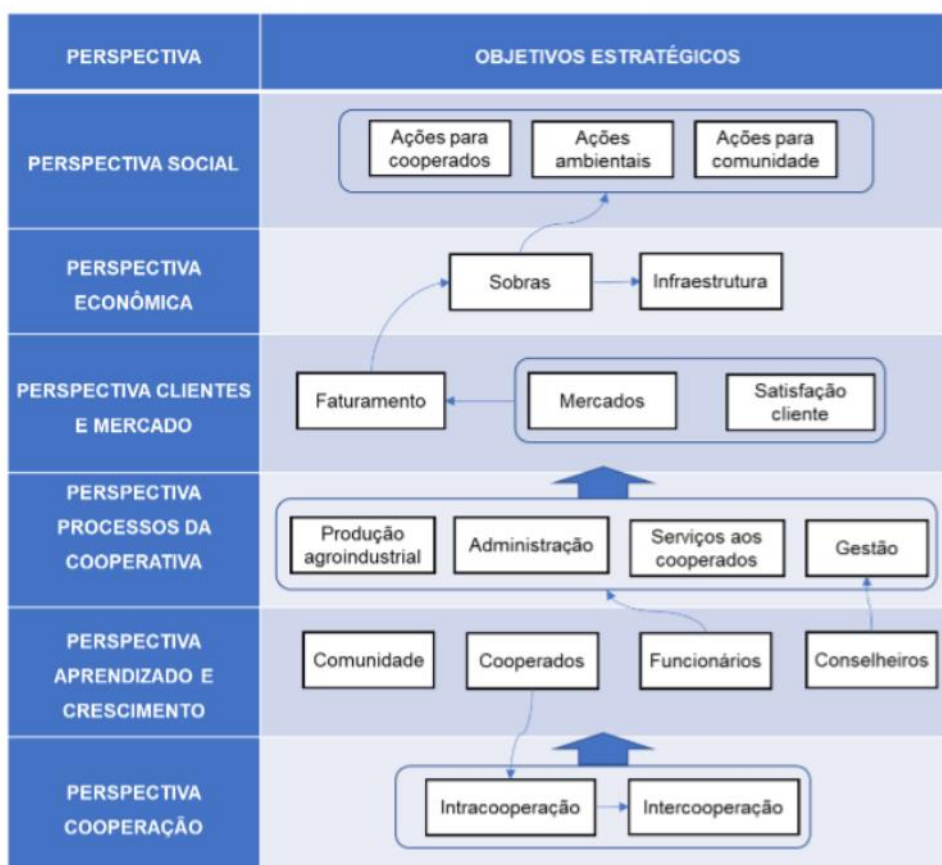 PERSPECTIVA
OBJETIVOS ESTRATÉGICOS
PERSPECTIVA SOCIAL
Ações para
cooperados
Ações
ambientais
Ações para
comunidade
PERSPECTIVA
ECONÔMICA
Sobras
Infraestrutura
PERSPECTIVA CLIENTES
E MERCADO
Faturamento
Mercados
Satisfação
cliente
PERSPECTIVA
PROCESSOS DA
COOPERATIVA
Produção
agroindustrial
Administração
Serviços aos
cooperados
Gestão
PERSPECTIVA
APRENDIZADO E
CRESCIMENTO
Comunidade
Cooperados
Funcionários
Conselheiros
PERSPECTIVA
COOPERAÇÃO
Intracooperação
Intercooperação